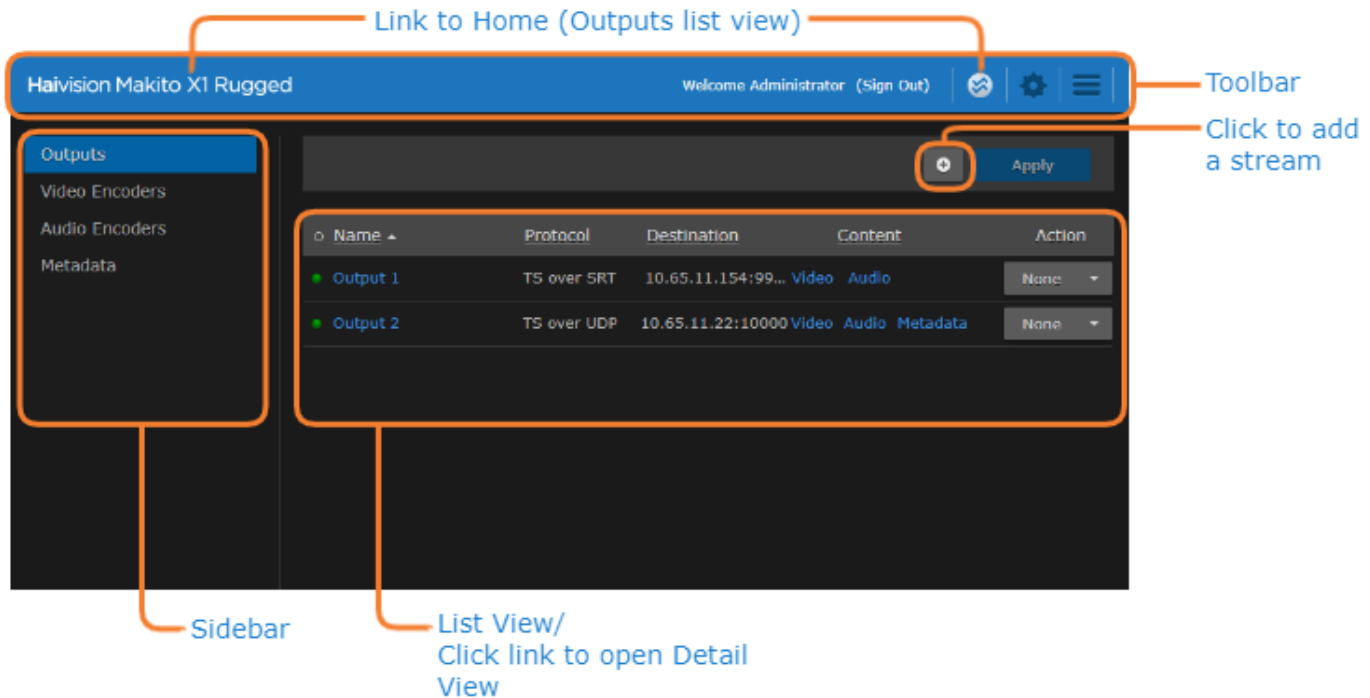 Link to Home (Outputs list view)
Haivision Makito X1 Rugged
Welcome Administrator (Sign Out)
Toolbar
Click to add
a stream
Outputs
Video Encoders
Audio Encoders
Metadata
Apply
Name Protocol Destination Content Action
Output 1 TS over SRT 10.65.11.154:99... Video Audio None
Output 2 TS over UDP 10.65.11.22:10000 Video Audio Metadata None
Sidebar
List View/
Click link to open Detail
View